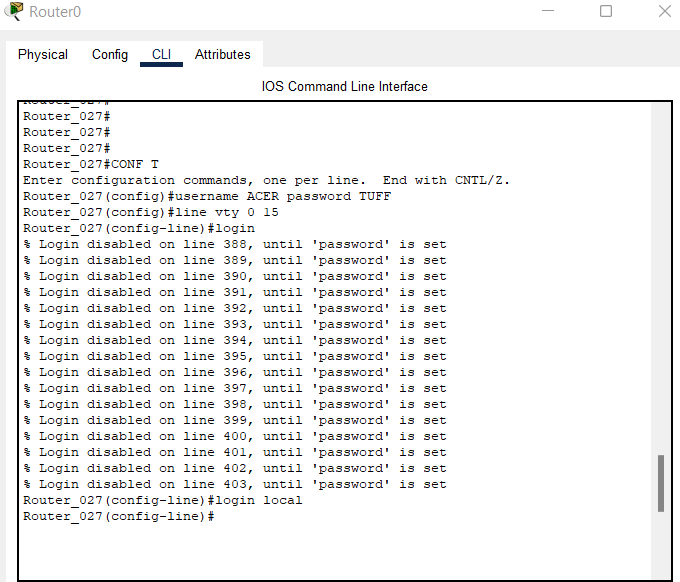 Router0
Physical Config CLI Attributes
IOS Command Line Interface
Router_027#
Router_027#
Router_027#
Router_027#
Router_027#CONF T
Enter configuration commands, one per line.  End with CNTL/Z.
Router_027(config)#username ACER password TUFF
Router_027(config)#line vty 0 15
Router_027(config-line)#login
% Login disabled on line 388, until 'password' is set
% Login disabled on line 389, until 'password' is set
% Login disabled on line 390, until 'password' is set
% Login disabled on line 391, until 'password' is set
% Login disabled on line 392, until 'password' is set
% Login disabled on line 393, until 'password' is set
% Login disabled on line 394, until 'password' is set
% Login disabled on line 395, until 'password' is set
% Login disabled on line 396, until 'password' is set
% Login disabled on line 397, until 'password' is set
% Login disabled on line 398, until 'password' is set
% Login disabled on line 399, until 'password' is set
% Login disabled on line 400, until 'password' is set
% Login disabled on line 401, until 'password' is set
% Login disabled on line 402, until 'password' is set
% Login disabled on line 403, until 'password' is set
Router_027(config-line)#login local
Router_027(config-line)#